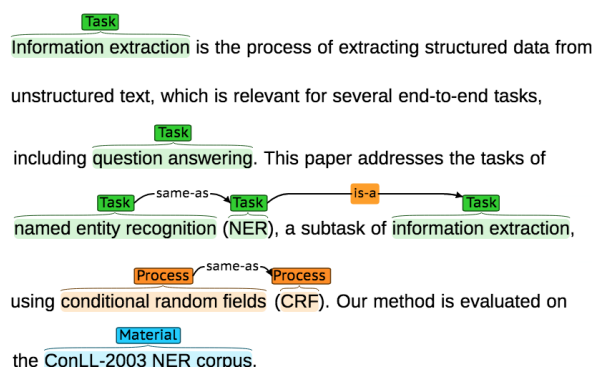 Task
Information extraction is the process of extracting structured data from
unstructured text, which is relevant for several end-to-end tasks,
Task
including question answering. This paper addresses the tasks of
Task same-as Task is-a Task
named entity recognition (NER), a subtask of information extraction,
Process same-as Process
using conditional random fields (CRF). Our method is evaluated on
Material
the ConLL-2003 NER corpus.